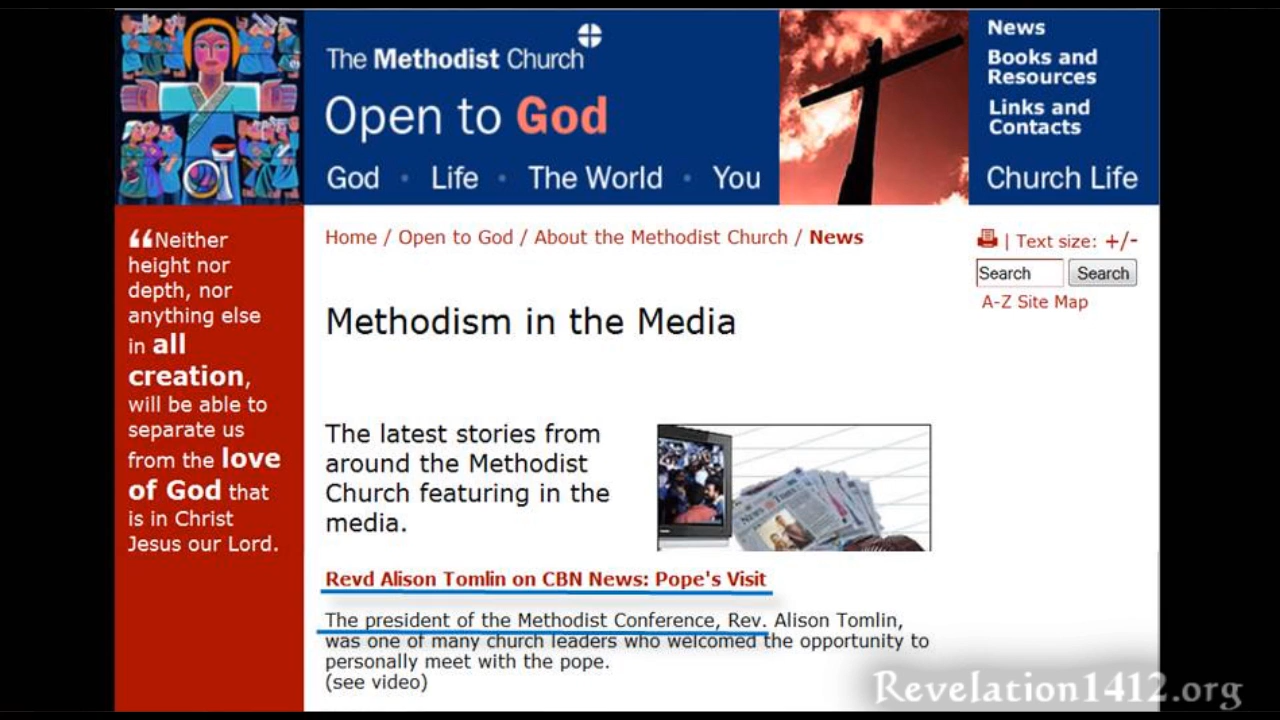 The Methodist Church
Open to God
God • Life • The World • You
News
Books and
Resources
Links and
Contacts
Church Life
“Neither
height nor
depth, nor
anything else
in all
creation,
will be able to
separate us
from the love
of God that
is in Christ
Jesus our Lord.
Home / Open to God / About the Methodist Church / News
| Text size: +/-
Search Search
A-Z Site Map
Methodism in the Media
The latest stories from
around the Methodist
Church featuring in the
media.
Revd Alison Tomlin on CBN News: Pope's Visit
The president of the Methodist Conference, Rev. Alison Tomlin,
was one of many church leaders who welcomed the opportunity to
personally meet with the pope.
(see video)
Revelation1412.org